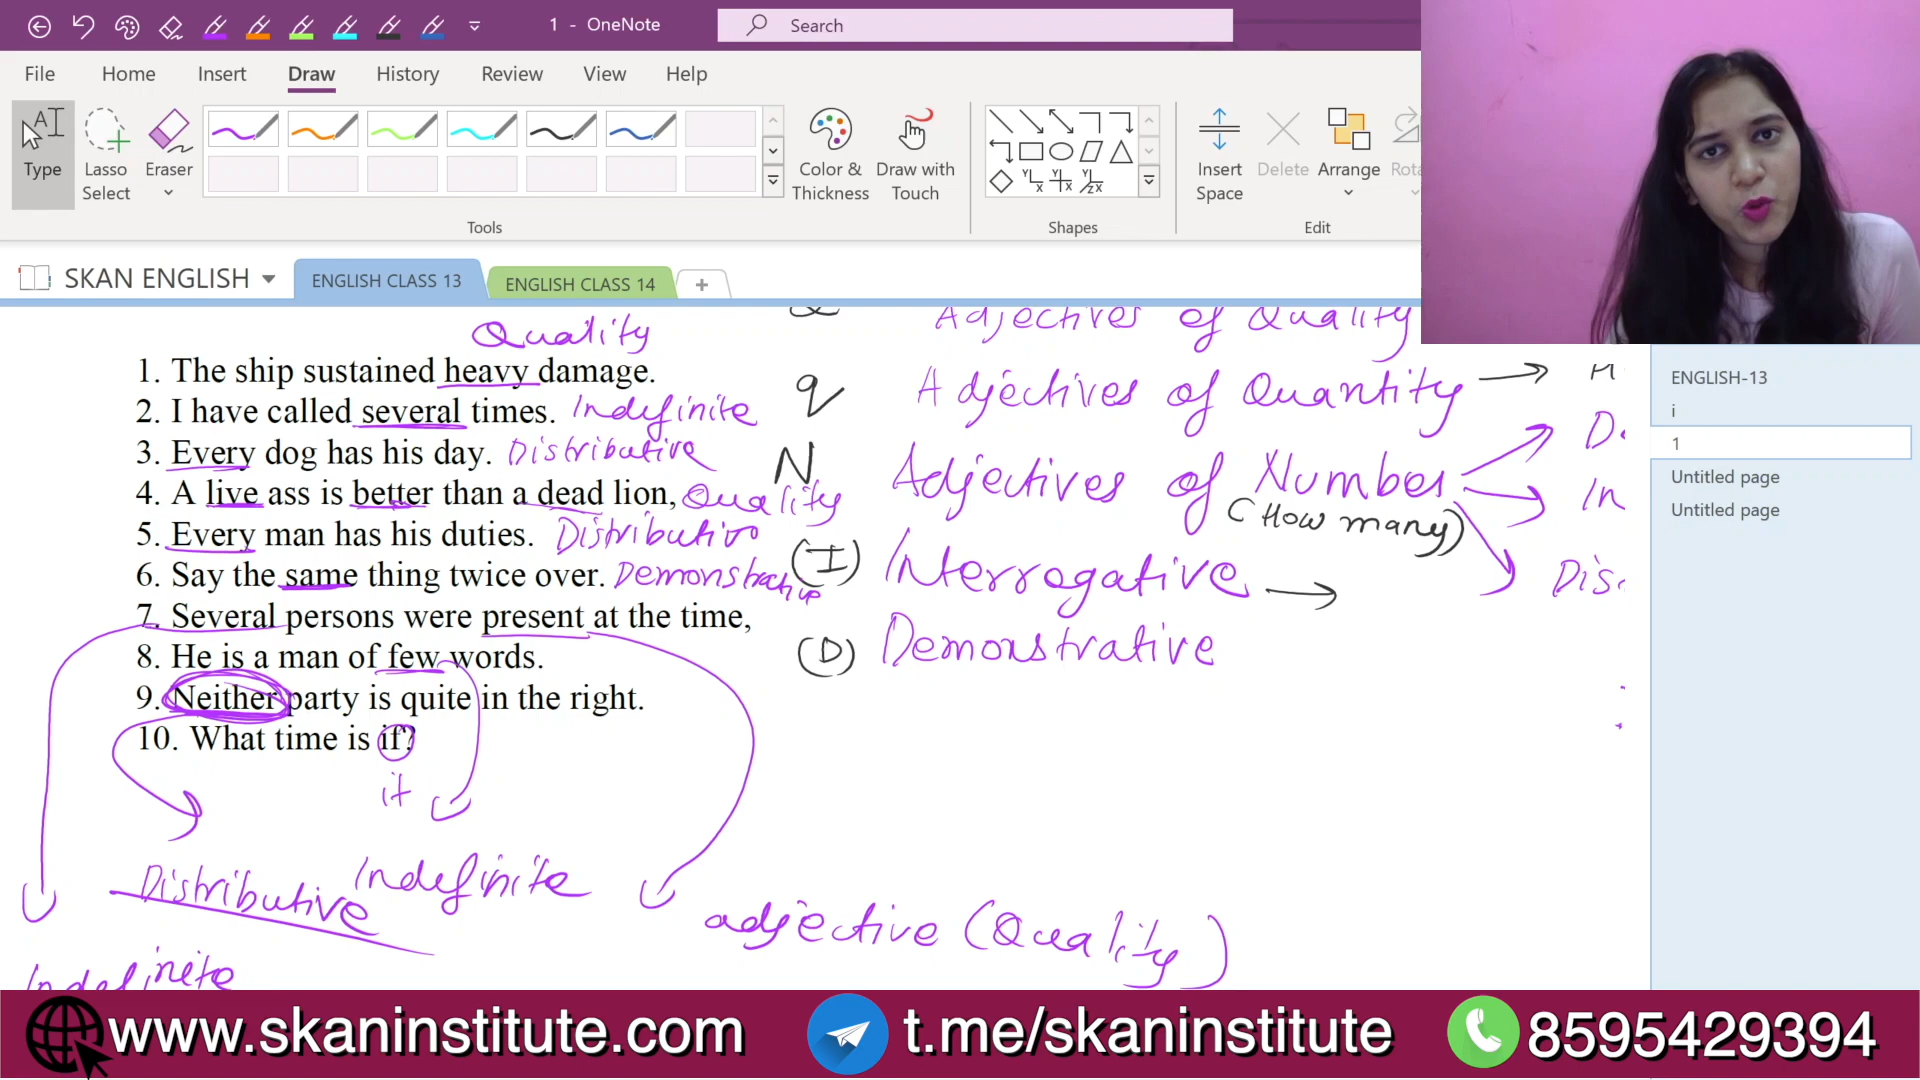 1 - OneNote
Search
File Home Insert Draw History Review View Help
Type
Lasso Select
Eraser
Color & Thickness
Draw with Touch
Insert Space
Delete
Arrange
Tools
Shapes
Edit
SKAN ENGLISH
ENGLISH CLASS 13
ENGLISH CLASS 14
ENGLISH-13
i
1
Untitled page
Untitled page
Quality
1. The ship sustained heavy damage.
2. I have called several times. Indefinite
3. Every dog has his day. Distributive
4. A live ass is better than a dead lion, Quality
5. Every man has his duties. Distributiv
6. Say the same thing twice over. Demonstrative
7. Several persons were present at the time,
8. He is a man of few words.
9. Neither party is quite in the right.
10. What time is if?
it
Distributive
Indefinite
adjective (Quality)
Indefinite
Adjectives of Quality
q Adjectives of Quantity
N Adjectives of Number
(How many)
(I) Interrogative
(D) Demonstrative
In
Dis
www.skaninstitute.com
t.me/skaninstitute
8595429394